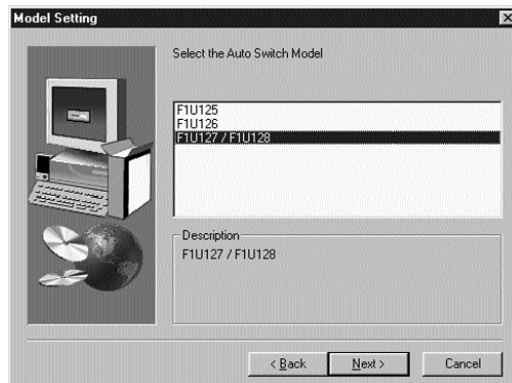 Model Setting
Select the Auto Switch Model
F1U125
F1U126
F1U127 / F1U128
Description
F1U127 / F1U128
< Back
Next >
Cancel